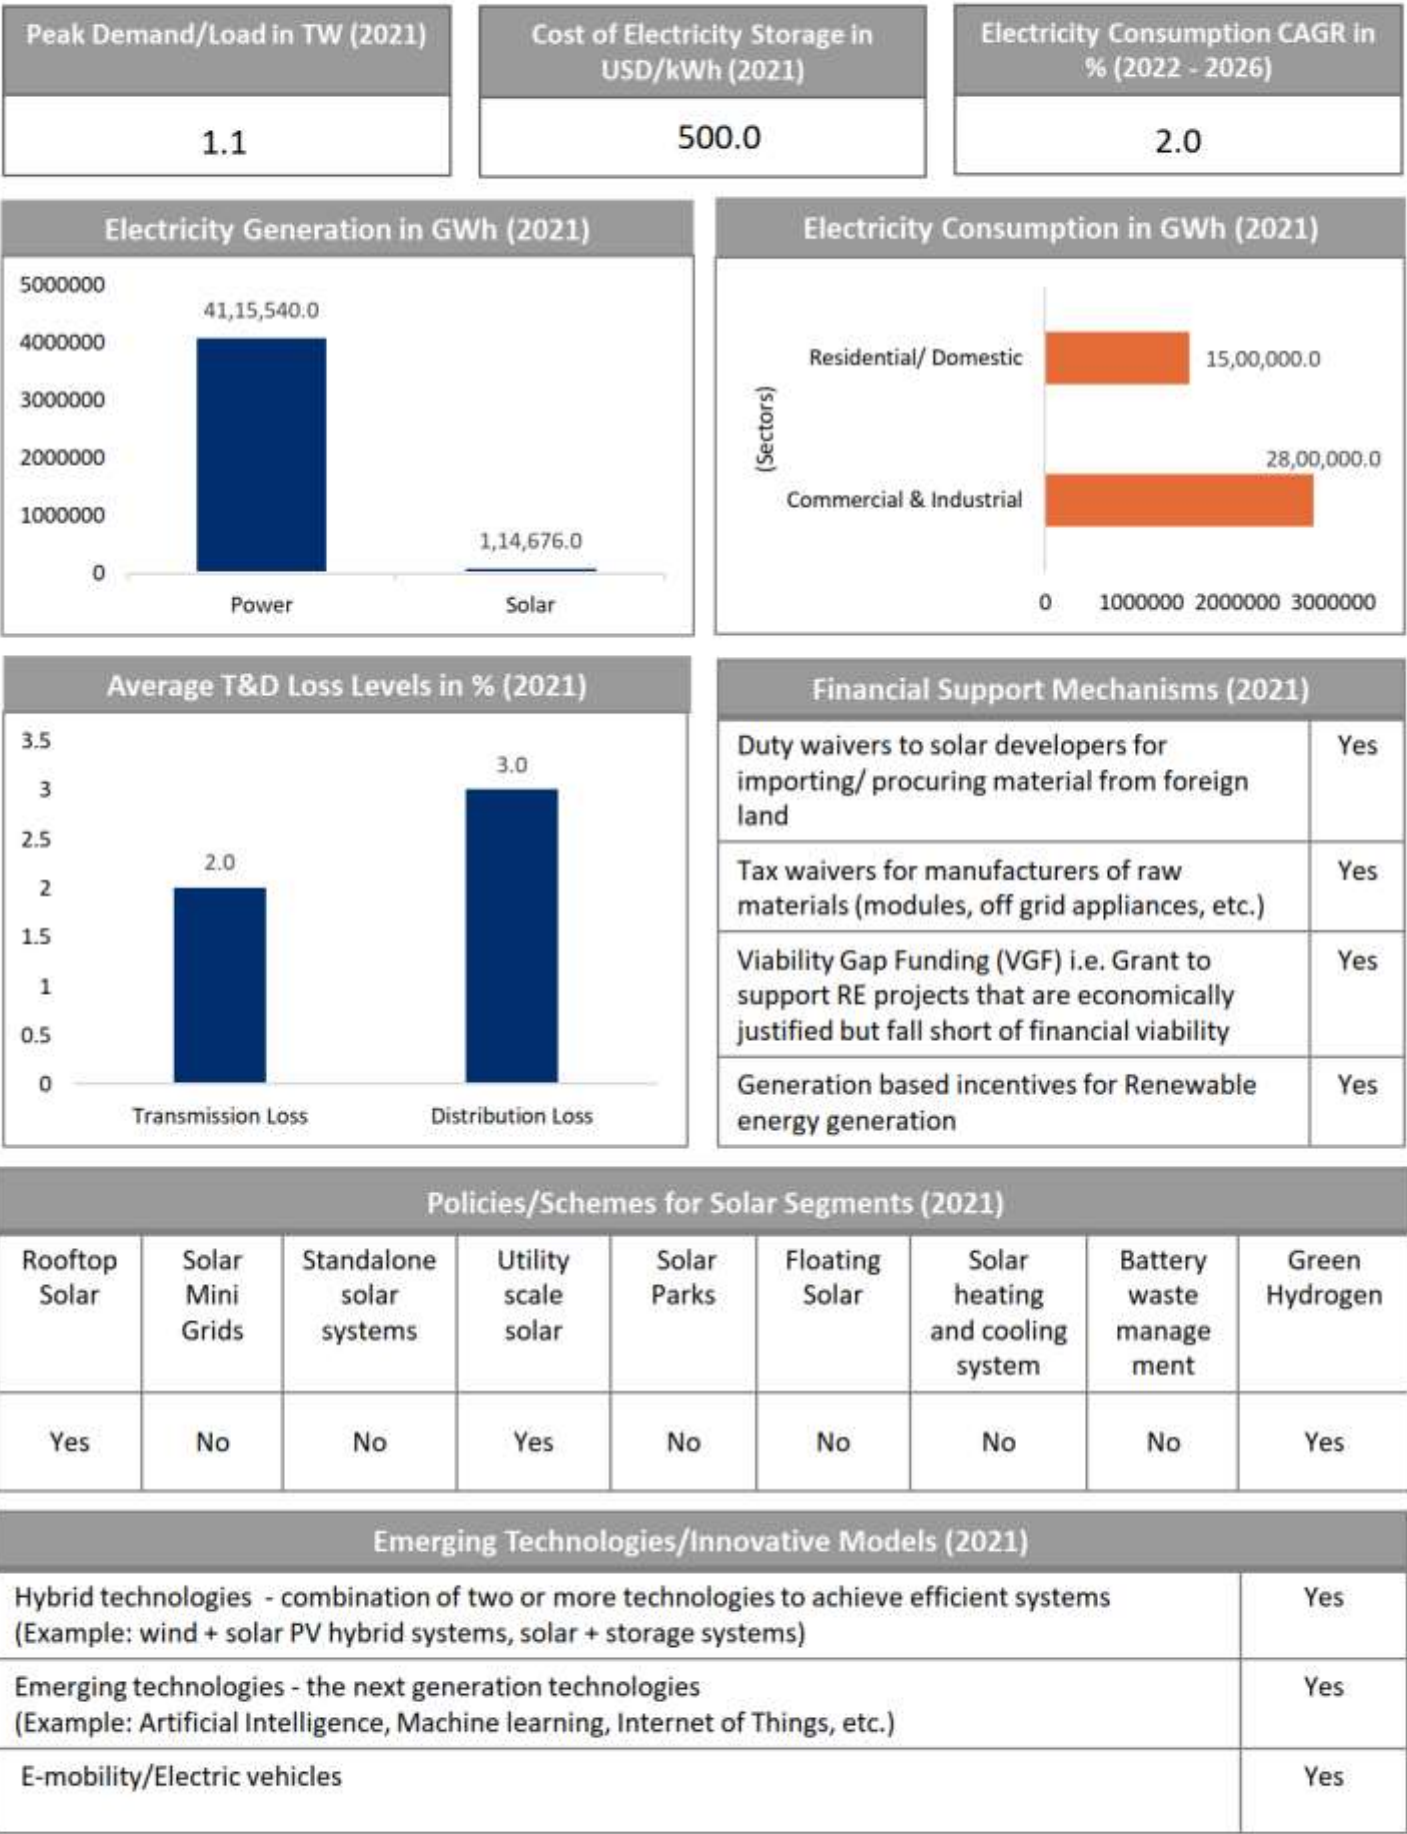 Peak Demand/Load in TW (2021)
1.1
Cost of Electricity Storage in
USD/kWh (2021)
500.0
Electricity Consumption CAGR in
% (2022 - 2026)
2.0
Electricity Generation in GWh (2021)
5000000
4000000
3000000
2000000
1000000
0
41,15,540.0
1,14,676.0
Power
Solar
Electricity Consumption in GWh (2021)
(Sectors)
Residential/ Domestic
15,00,000.0
Commercial & Industrial
28,00,000.0
0
1000000
2000000
3000000
Average T&D Loss Levels in % (2021)
3.5
3
2.5
2
1.5
1
0.5
0
2.0
3.0
Transmission Loss
Distribution Loss
Financial Support Mechanisms (2021)
Duty waivers to solar developers for
importing/ procuring material from foreign
land
Yes
Tax waivers for manufacturers of raw
materials (modules, off grid appliances, etc.)
Yes
Viability Gap Funding (VGF) i.e. Grant to
support RE projects that are economically
justified but fall short of financial viability
Yes
Generation based incentives for Renewable
energy generation
Yes
Policies/Schemes for Solar Segments (2021)
Rooftop
Solar
Solar
Mini
Grids
Standalone
solar
systems
Utility
scale
solar
Solar
Parks
Floating
Solar
Solar
heating
and cooling
system
Battery
waste
manage
ment
Green
Hydrogen
Yes
No
No
Yes
No
No
No
No
Yes
Emerging Technologies/Innovative Models (2021)
Hybrid technologies - combination of two or more technologies to achieve efficient systems
(Example: wind + solar PV hybrid systems, solar + storage systems)
Yes
Emerging technologies - the next generation technologies
(Example: Artificial Intelligence, Machine learning, Internet of Things, etc.)
Yes
E-mobility/Electric vehicles
Yes